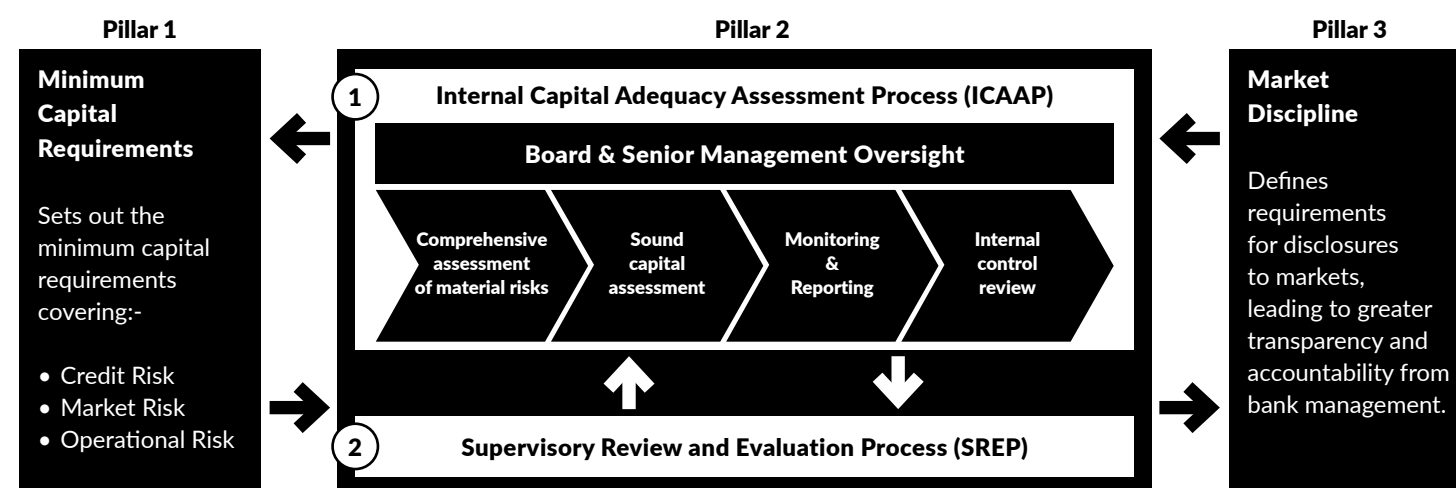 Pillar 1
Minimum
Capital
Requirements
Sets out the
minimum capital
requirements
covering:-
• Credit Risk
• Market Risk
• Operational Risk
Pillar 2
1
Internal Capital Adequacy Assessment Process (ICAAP)
Board & Senior Management Oversight
Comprehensive
assessment
of material risks
Sound
capital
assessment
Monitoring
&
Reporting
Internal
control
review
2
Supervisory Review and Evaluation Process (SREP)
Pillar 3
Market
Discipline
Defines
requirements
for disclosures
to markets,
leading to greater
transparency and
accountability from
bank management.